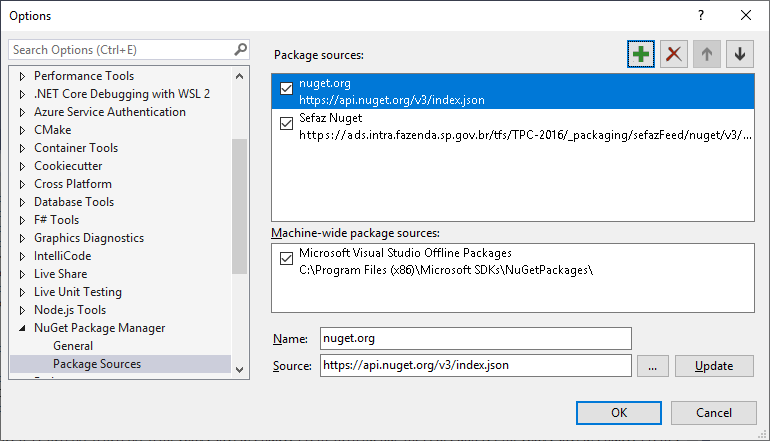 Options
Search Options (Ctrl+E)
Performance Tools
.NET Core Debugging with WSL 2
Azure Service Authentication
CMake
Container Tools
Cookiecutter
Cross Platform
Database Tools
F# Tools
Graphics Diagnostics
IntelliCode
Live Share
Live Unit Testing
Node.js Tools
NuGet Package Manager
General
Package Sources
Package sources:
nuget.org
https://api.nuget.org/v3/index.json
Sefaz Nuget
https://ads.intra.fazenda.sp.gov.br/tfs/TPC-2016/_packaging/sefazFeed/nuget/v3/...
Machine-wide package sources:
Microsoft Visual Studio Offline Packages
C:\Program Files (x86)\Microsoft SDKs\NuGetPackages\
Name:
nuget.org
Source:
https://api.nuget.org/v3/index.json
...
Update
OK
Cancel